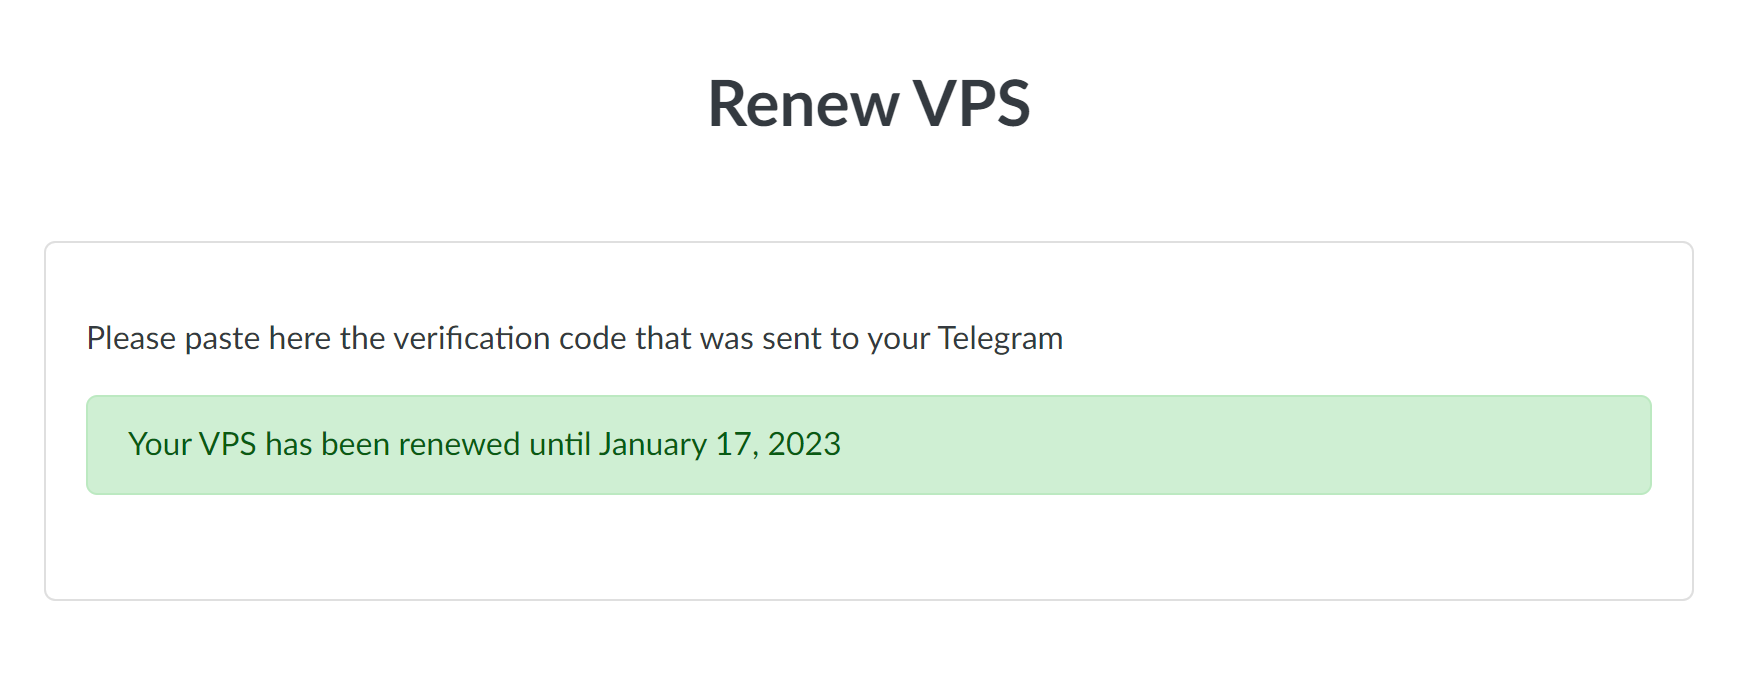 Renew VPS
Please paste here the verification code that was sent to your Telegram
Your VPS has been renewed until January 17, 2023